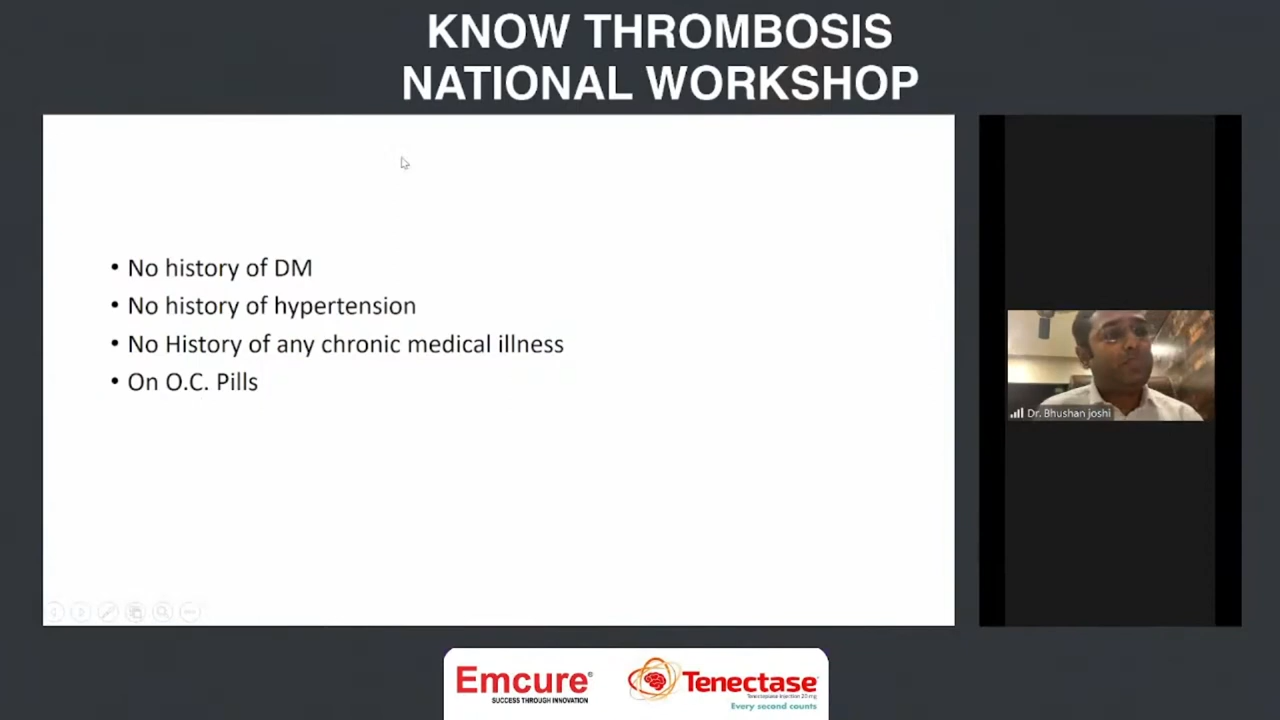 KNOW THROMBOSIS
NATIONAL WORKSHOP
• No history of DM
• No history of hypertension
• No History of any chronic medical illness
• On O.C. Pills
Dr. Bhushan joshi
Emcure®
SUCCESS THROUGH INNOVATION
Tenectase
Tenecteplase Injection 20 mg
Every second counts